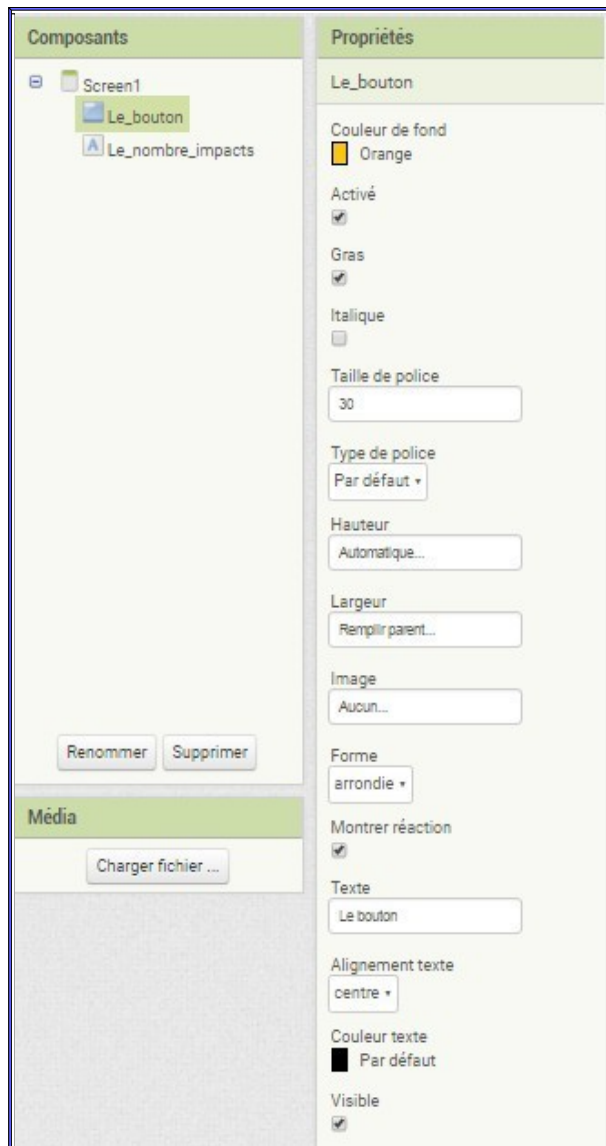 Composants
Screen1
Le_bouton
Le_nombre_impacts
Renommer Supprimer
Média
Charger fichier ...
Propriétés
Le_bouton
Couleur de fond
Orange
Activé
Gras
Italique
Taille de police
30
Type de police
Par défaut
Hauteur
Automatique...
Largeur
Remplir parent...
Image
Aucun...
Forme
arrondie
Montrer réaction
Texte
Le bouton
Alignement texte
centre
Couleur texte
Par défaut
Visible